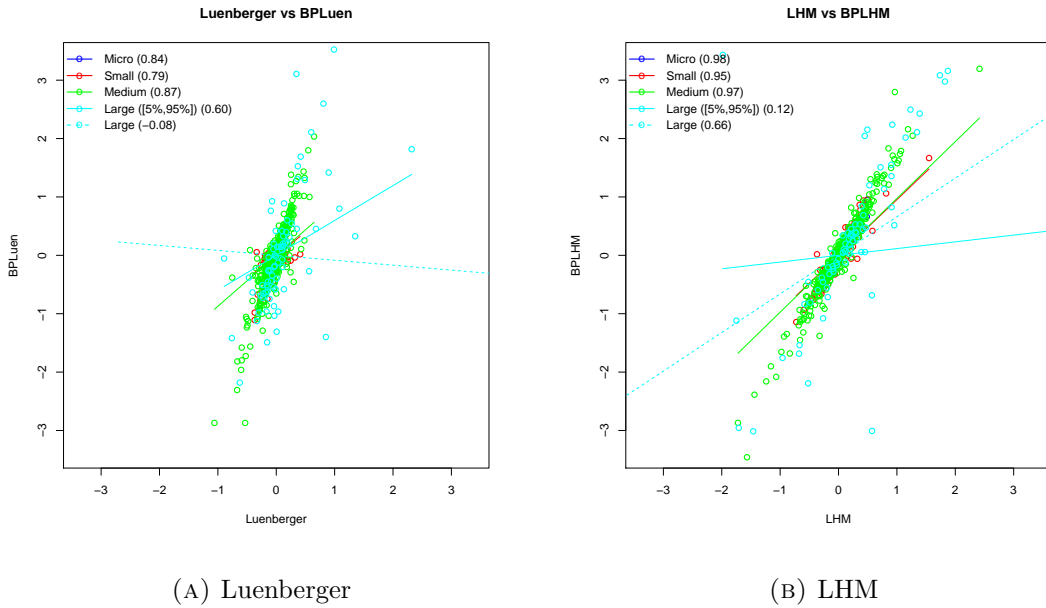 Luenberger vs BPLuen
Micro (0.84)
Small (0.79)
Medium (0.87)
Large ([5%,95%]) (0.60)
Large (−0.08)
BPLuen
3
2
1
0
−1
−2
−3
−3 −2 −1 0 1 2 3
Luenberger
(A) Luenberger
LHM vs BPLHM
Micro (0.98)
Small (0.95)
Medium (0.97)
Large ([5%,95%]) (0.12)
Large (0.66)
BPLHM
3
2
1
0
−1
−2
−3
−3 −2 −1 0 1 2 3
LHM
(B) LHM